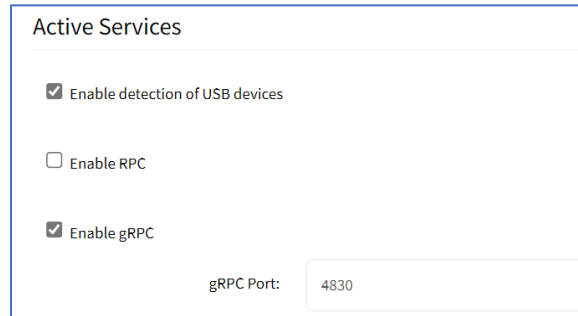 Active Services
Enable detection of USB devices
Enable RPC
Enable gRPC
gRPC Port: 4830